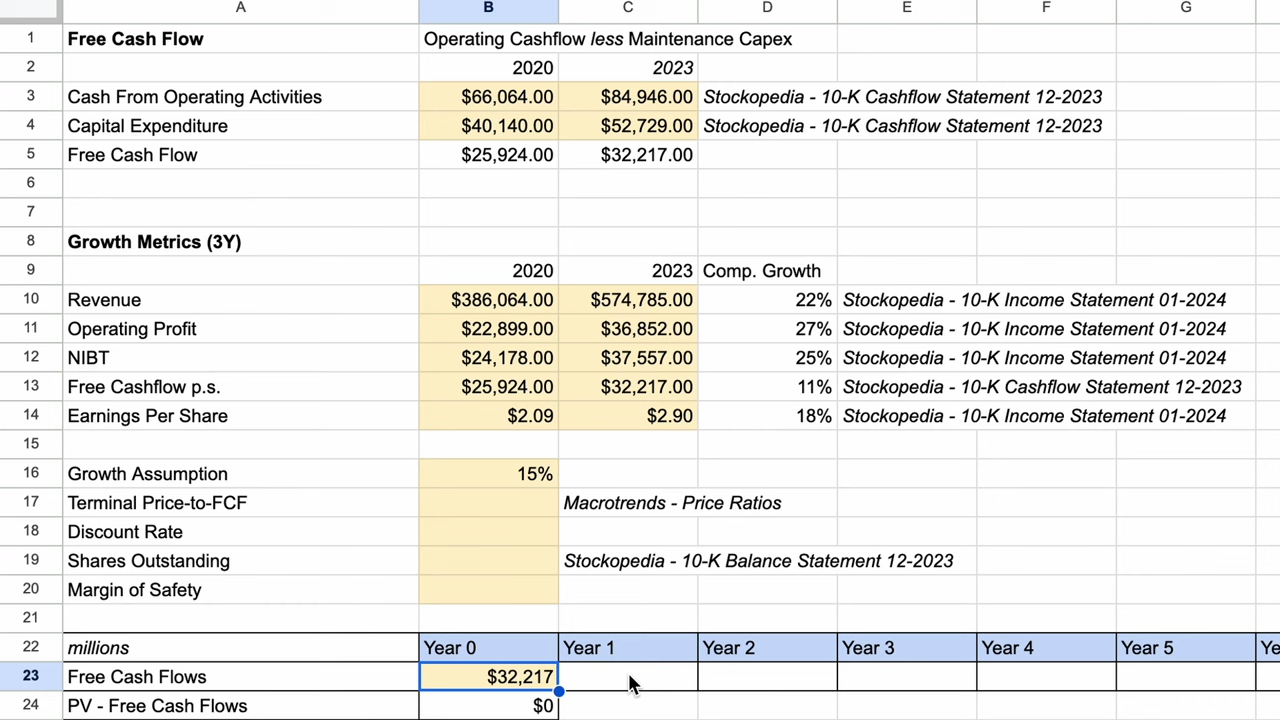 A B C D E F G
1 Free Cash Flow Operating Cashflow less Maintenance Capex
2 2020 2023
3 Cash From Operating Activities $66,064.00 $84,946.00 Stockopedia - 10-K Cashflow Statement 12-2023
4 Capital Expenditure $40,140.00 $52,729.00 Stockopedia - 10-K Cashflow Statement 12-2023
5 Free Cash Flow $25,924.00 $32,217.00
6
7
8 Growth Metrics (3Y)
9 2020 2023 Comp. Growth
10 Revenue $386,064.00 $574,785.00 22% Stockopedia - 10-K Income Statement 01-2024
11 Operating Profit $22,899.00 $36,852.00 27% Stockopedia - 10-K Income Statement 01-2024
12 NIBT $24,178.00 $37,557.00 25% Stockopedia - 10-K Income Statement 01-2024
13 Free Cashflow p.s. $25,924.00 $32,217.00 11% Stockopedia - 10-K Cashflow Statement 12-2023
14 Earnings Per Share $2.09 $2.90 18% Stockopedia - 10-K Income Statement 01-2024
15
16 Growth Assumption 15%
17 Terminal Price-to-FCF Macrotrends - Price Ratios
18 Discount Rate
19 Shares Outstanding Stockopedia - 10-K Balance Statement 12-2023
20 Margin of Safety
21
22 millions Year 0 Year 1 Year 2 Year 3 Year 4 Year 5 Ye
23 Free Cash Flows $32,217
24 PV - Free Cash Flows $0